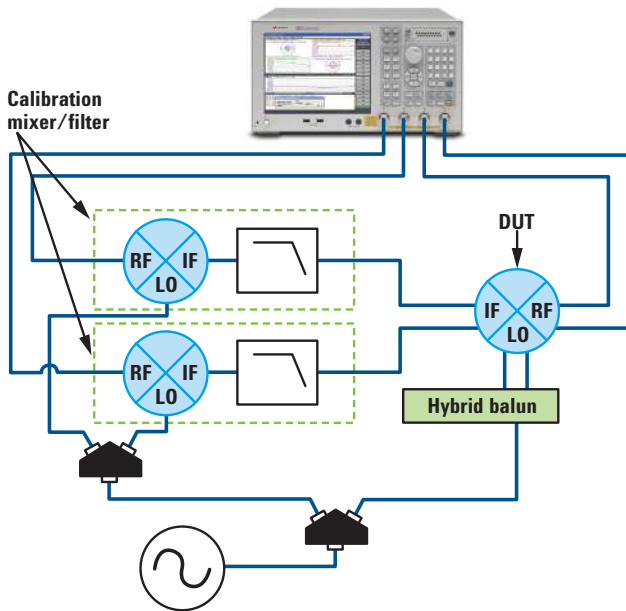 Calibration
mixer/filter
DUT
RF IF
LO
IF RF
LO
RF IF
LO
Hybrid balun